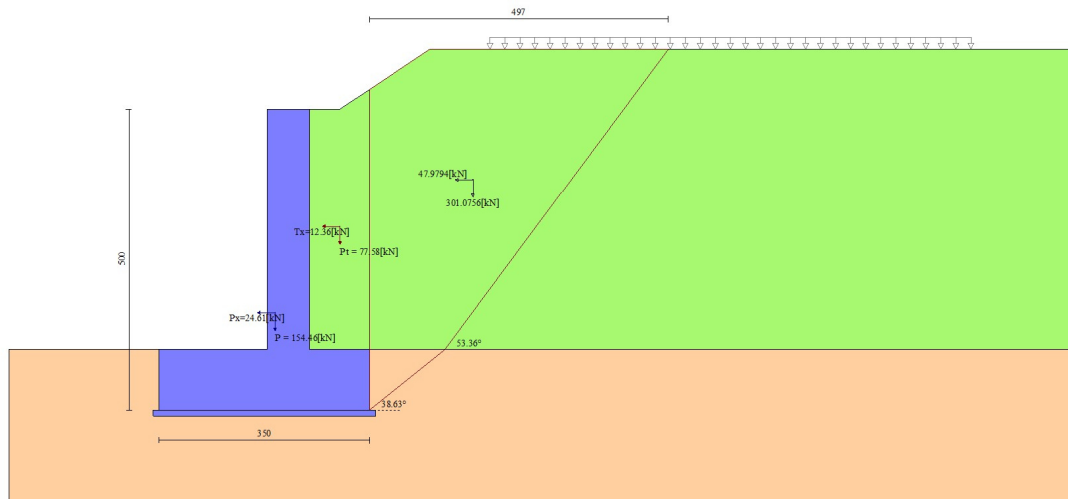 497
47.9794[kN]
301.0756[kN]
Tx=12.36[kN]
Pt = 77.58[kN]
500
Px=24.61[kN]
P = 154.46[kN]
53.36°
38.63°
350